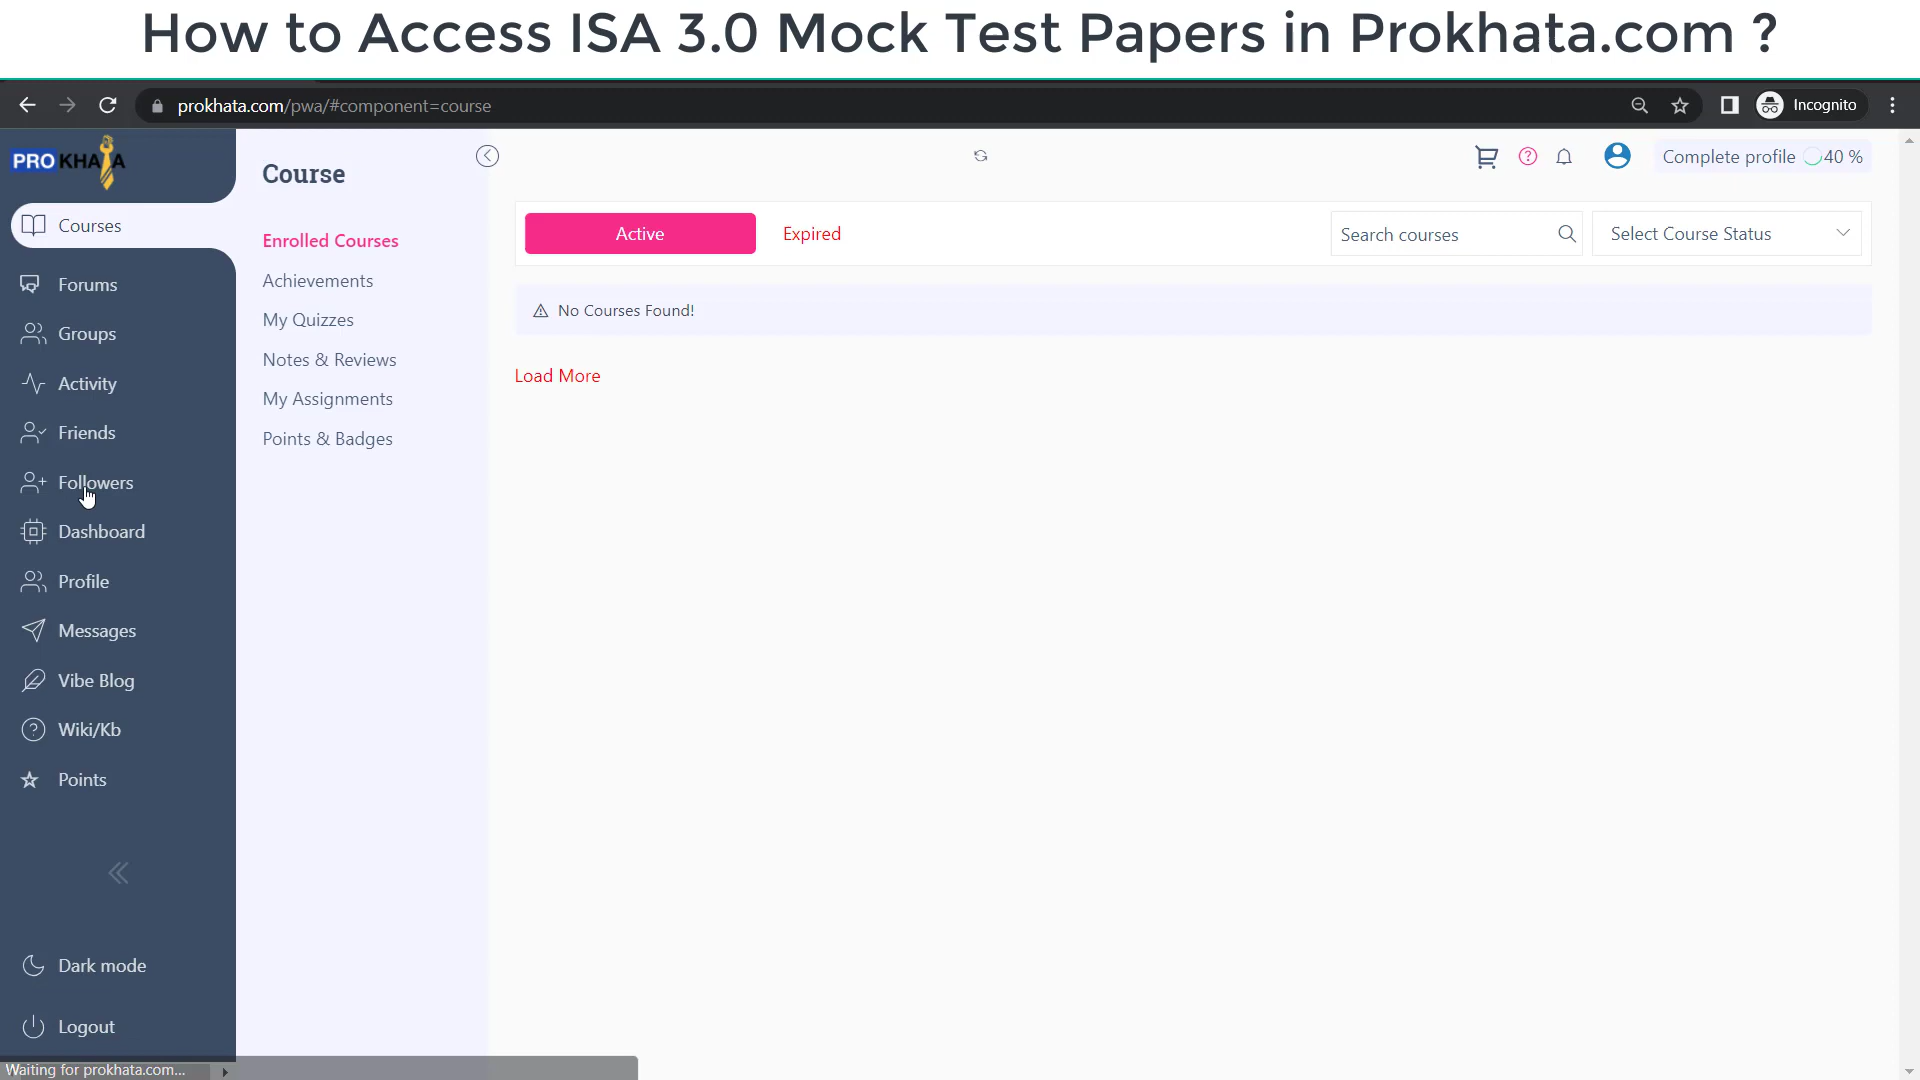 How to Access ISA 3.0 Mock Test Papers in Prokhata.com ?
prokhata.com/pwa/#component=course
Incognito
PRO KHATA
Courses
Forums
Groups
Activity
Friends
Followers
Dashboard
Profile
Messages
Vibe Blog
Wiki/Kb
Points
Dark mode
Logout
Waiting for prokhata.com...
Course
Enrolled Courses
Achievements
My Quizzes
Notes & Reviews
My Assignments
Points & Badges
Complete profile 40 %
Active Expired Search courses Select Course Status
No Courses Found!
Load More